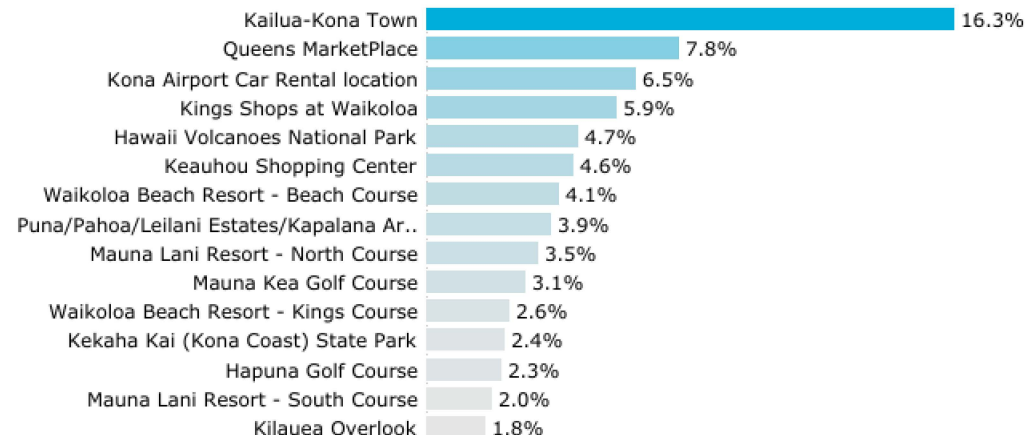 Kailua-Kona Town 16.3%
Queens MarketPlace 7.8%
Kona Airport Car Rental location 6.5%
Kings Shops at Waikoloa 5.9%
Hawaii Volcanoes National Park 4.7%
Keauhou Shopping Center 4.6%
Waikoloa Beach Resort - Beach Course 4.1%
Puna/Pahoa/Leilani Estates/Kapalana Ar.. 3.9%
Mauna Lani Resort - North Course 3.5%
Mauna Kea Golf Course 3.1%
Waikoloa Beach Resort - Kings Course 2.6%
Kekaha Kai (Kona Coast) State Park 2.4%
Hapuna Golf Course 2.3%
Mauna Lani Resort - South Course 2.0%
Kilauea Overlook 1.8%